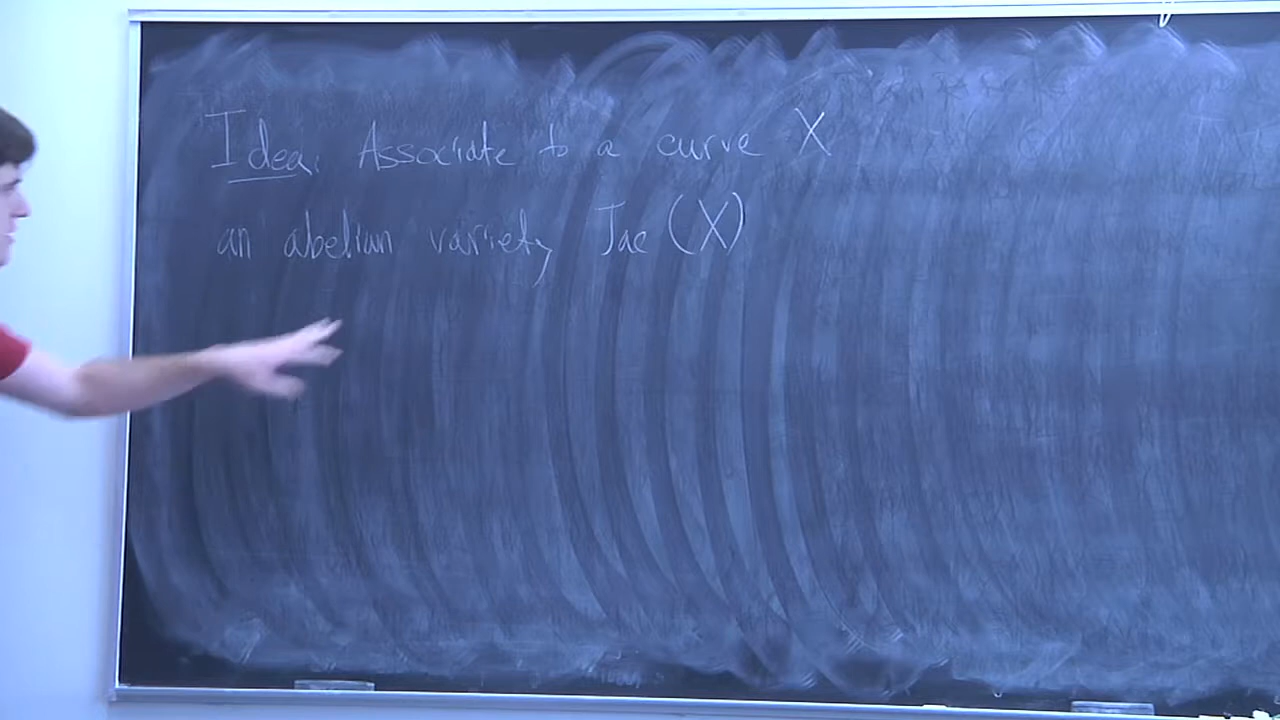 Idea: Associate to a curve X
an abelian variety Jac (X)